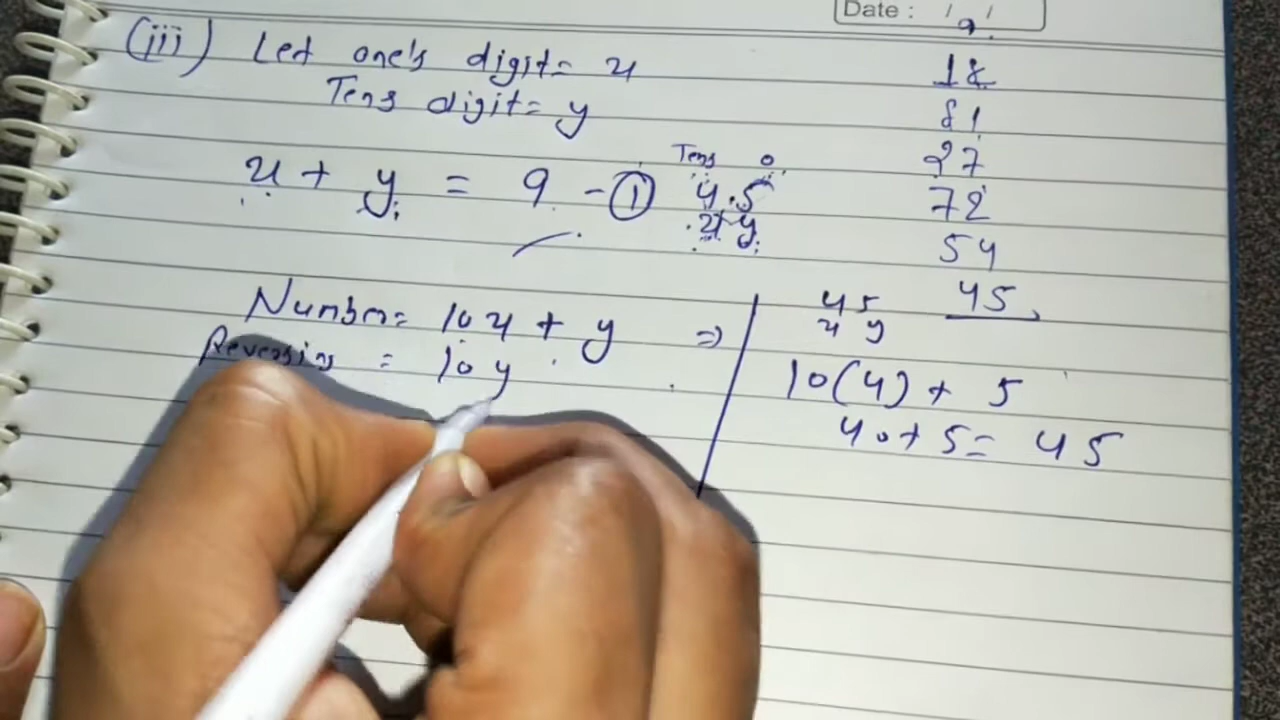 Date : / 9 /
(iii) Let one's digit = x
Tens digit = y
x + y = 9 - ①
Tens o
4.5
x y
18
81
27
72
54
45
Number = 10x + y ⇒
Reversing = 10y
45
x y
10(4) + 5
40 + 5 = 45